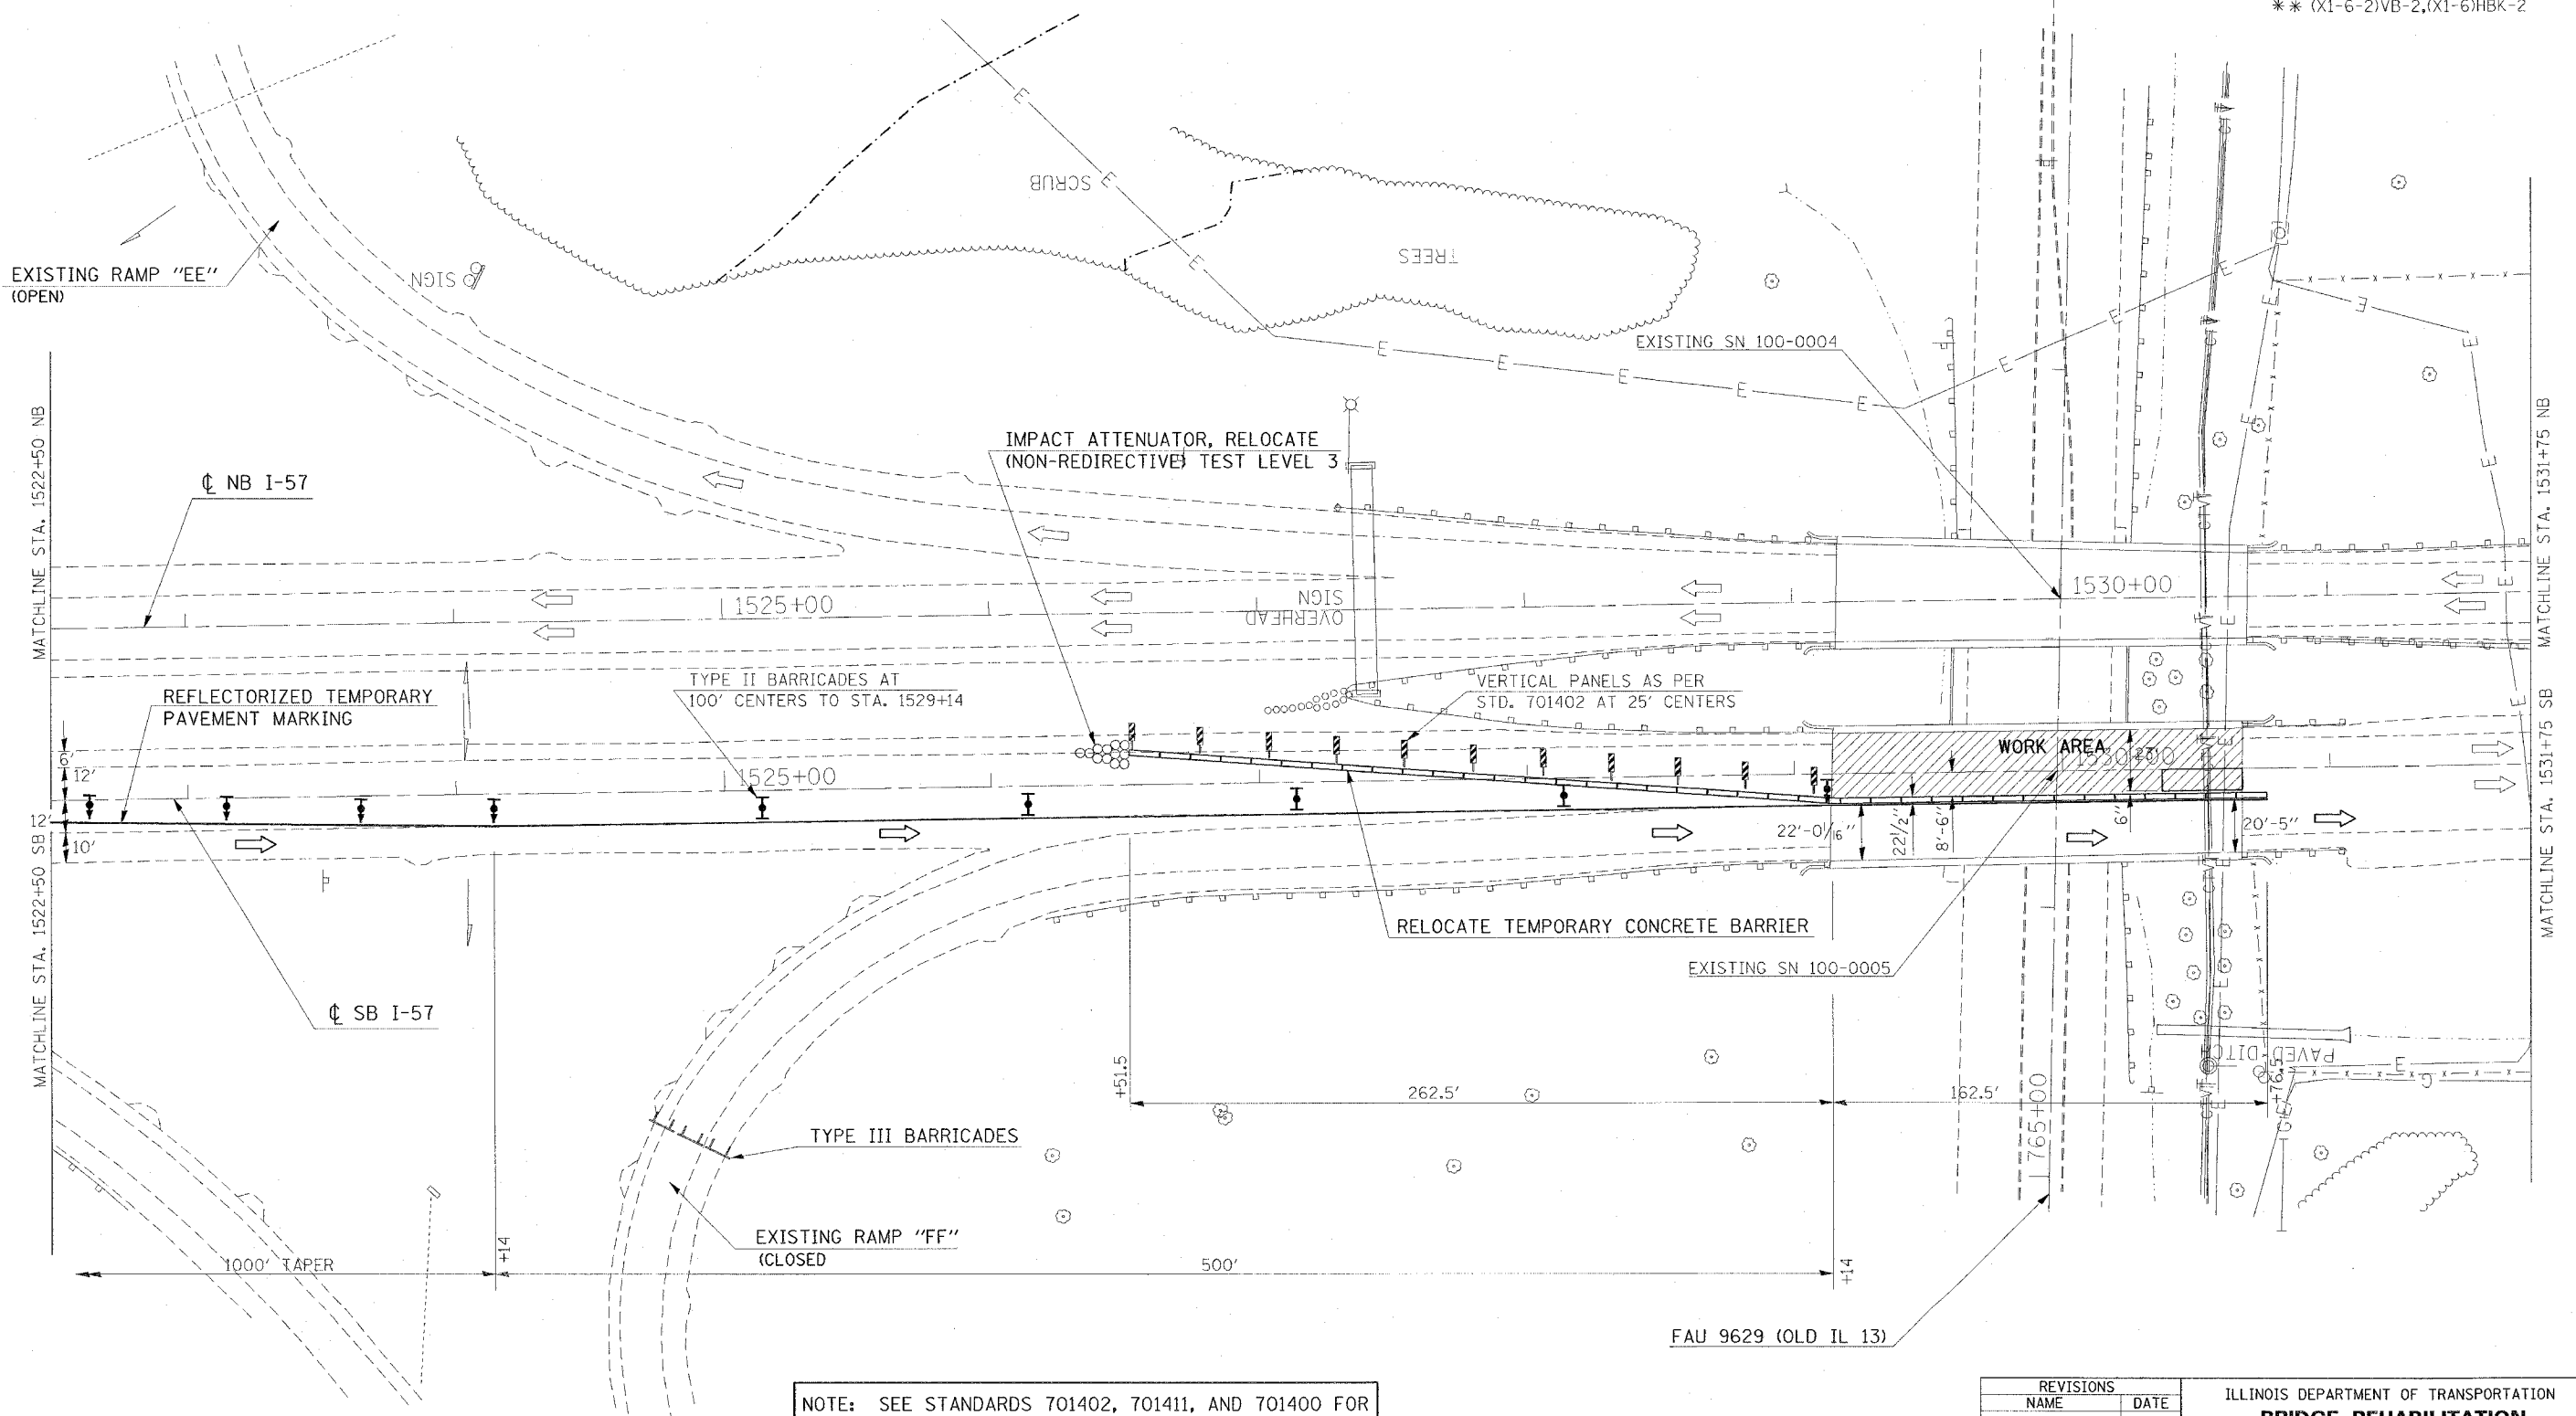 ** (X1-6-2)VB-2,(X1-6)HBK-2
E
SCRUB
TREES
EXISTING RAMP "EE"
(OPEN)
SIGN
EXISTING SN 100-0004
IMPACT ATTENUATOR, RELOCATE
(NON-REDIRECTIVE) TEST LEVEL 3
MATCHLINE STA. 1522+50 NB
MATCHLINE STA. 1531+75 NB
℄ NB I-57
1525+00
OVERHEAD
SIGN
1530+00
REFLECTORIZED TEMPORARY
PAVEMENT MARKING
TYPE II BARRICADES AT
100' CENTERS TO STA. 1529+14
VERTICAL PANELS AS PER
STD. 701402 AT 25' CENTERS
WORK AREA
1530+00
6'
12'
12'
10'
1525+00
22'-0 1/16"
22 1/2"
8'-6"
6'
20'-5"
MATCHLINE STA. 1522+50 SB
MATCHLINE STA. 1531+75 SB
RELOCATE TEMPORARY CONCRETE BARRIER
EXISTING SN 100-0005
℄ SB I-57
+51.5
262.5'
162.5'
+76.5
765+00
TYPE III BARRICADES
EXISTING RAMP "FF"
(CLOSED
1000' TAPER
+14
500'
+14
FAU 9629 (OLD IL 13)
NOTE: SEE STANDARDS 701402, 701411, AND 701400 FOR
REVISIONS
NAME DATE
ILLINOIS DEPARTMENT OF TRANSPORTATION
BRIDGE REHABILITATION